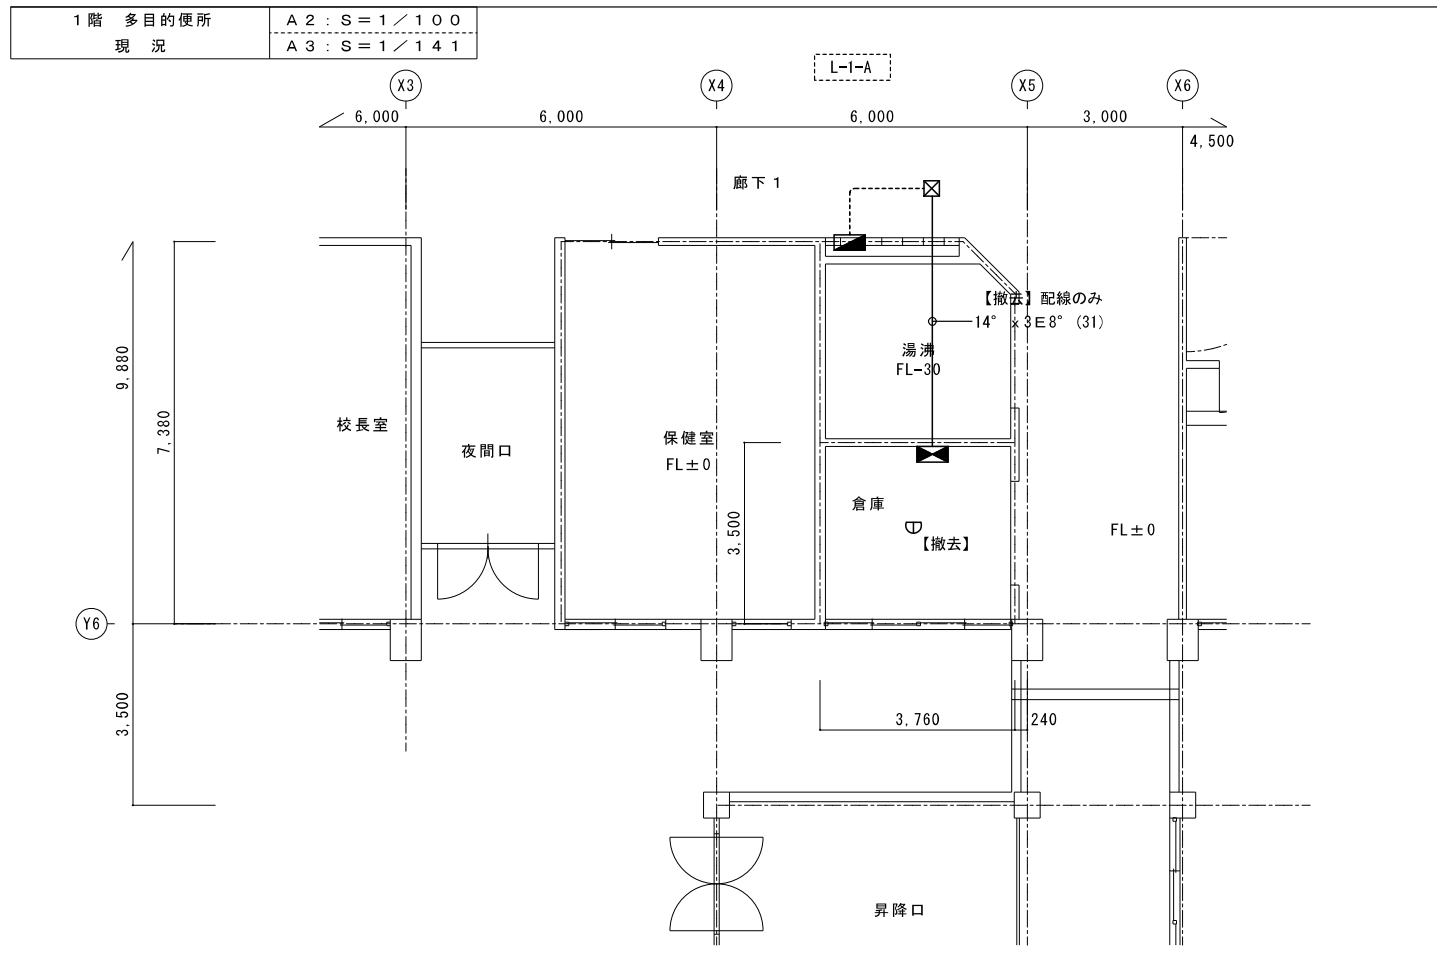 1階　多目的便所
A2：S＝1／100
現　況
A3：S＝1／141
L-1-A
X3
X4
X5
X6
6,000
6,000
6,000
3,000
4,500
廊下1
【撤去】配線のみ
14° x 3E8° (31)
湯沸
FL-30
9,880
7,380
校長室
夜間口
保健室
FL±0
3,500
倉庫
【撤去】
FL±0
Y6
3,500
3,760
240
昇降口